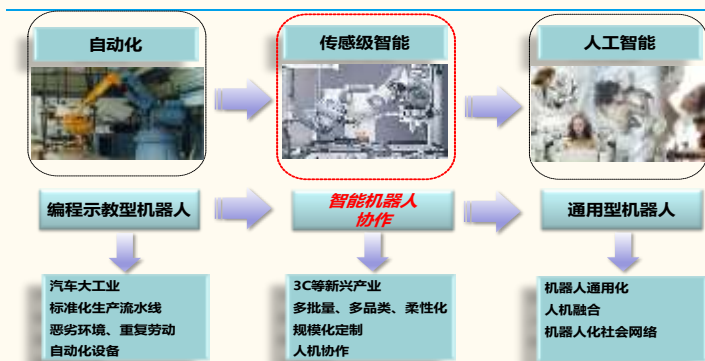 自动化
传感级智能
人工智能
编程示教型机器人
智能机器人
协作
通用型机器人
汽车大工业
标准化生产流水线
恶劣环境、重复劳动
自动化设备
3C等新兴产业
多批量、多品类、柔性化
规模化定制
人机协作
机器人通用化
人机融合
机器人化社会网络